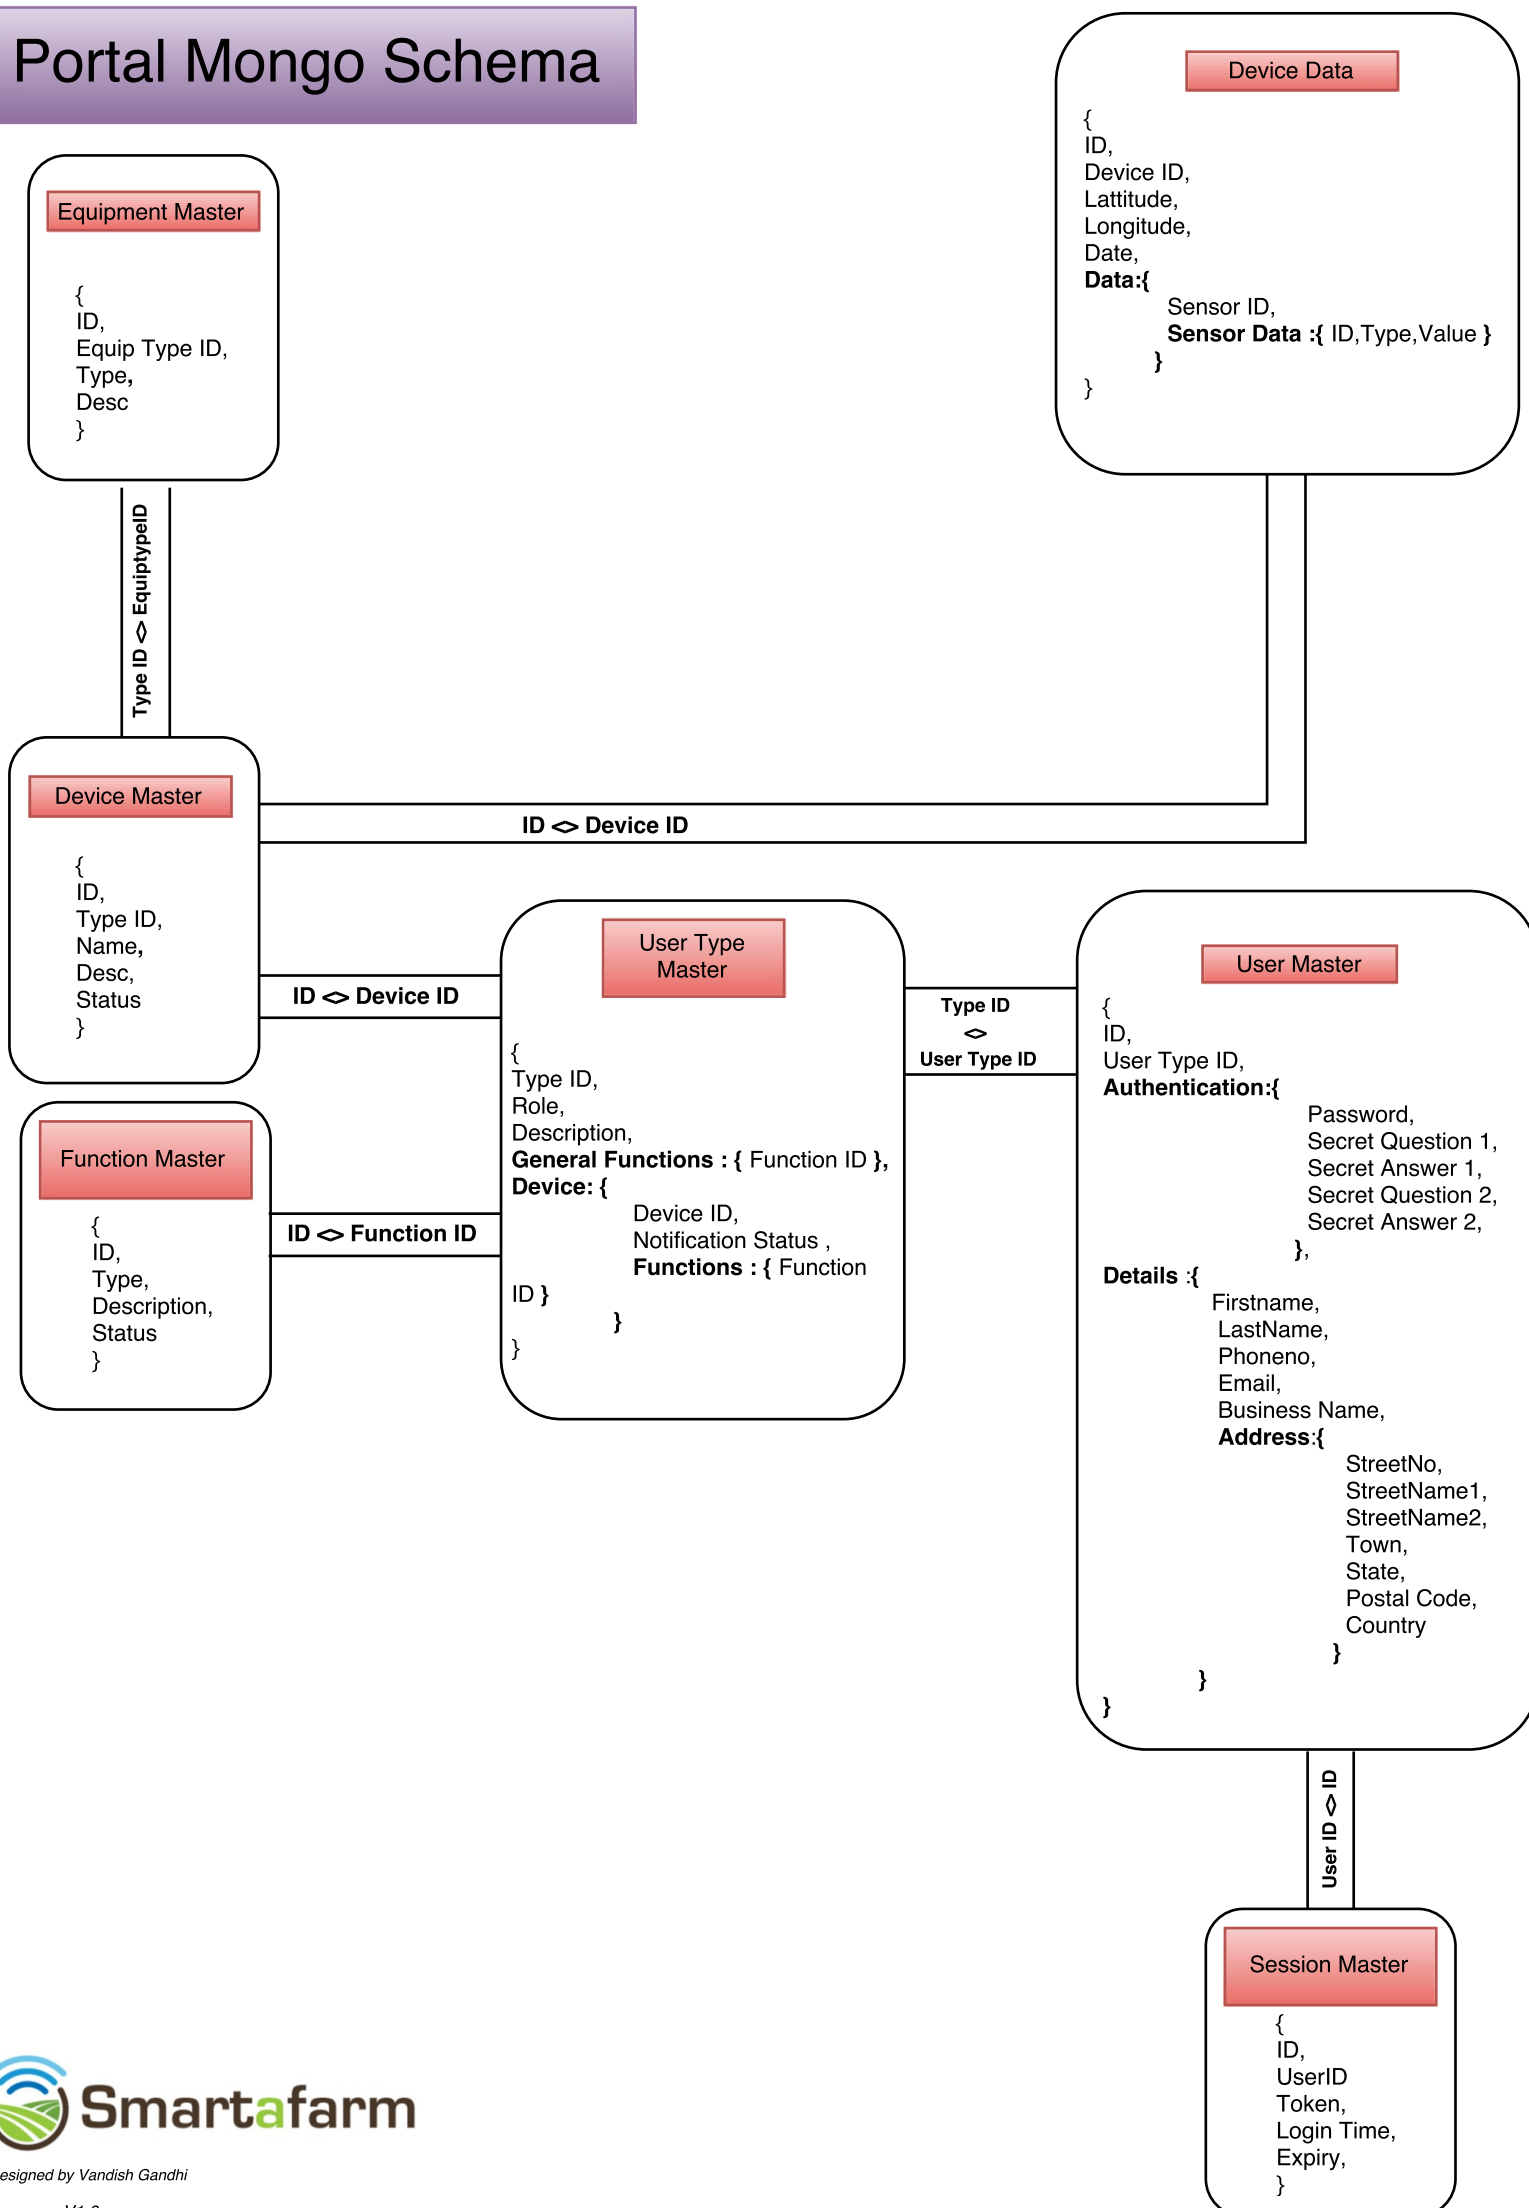 Portal Mongo Schema
Device Data
{
ID,
Device ID,
Lattitude,
Longitude,
Date,
Data:{
Sensor ID,
Sensor Data :{ ID,Type,Value }
}
}
Equipment Master
{
ID,
Equip Type ID,
Type,
Desc
}
Type ID <> EquiptypeID
Device Master
{
ID,
Type ID,
Name,
Desc,
Status
}
ID <> Device ID
ID <> Device ID
Function Master
{
ID,
Type,
Description,
Status
}
ID <> Function ID
User Type
Master
{
Type ID,
Role,
Description,
General Functions : { Function ID },
Device: {
Device ID,
Notification Status ,
Functions : { Function
ID }
}
}
Type ID
<>
User Type ID
User Master
{
ID,
User Type ID,
Authentication:{
Password,
Secret Question 1,
Secret Answer 1,
Secret Question 2,
Secret Answer 2,
},
Details :{
Firstname,
LastName,
Phoneno,
Email,
Business Name,
Address:{
StreetNo,
StreetName1,
StreetName2,
Town,
State,
Postal Code,
Country
}
}
}
User ID <> ID
Session Master
{
ID,
UserID
Token,
Login Time,
Expiry,
}
Smartafarm
esigned by Vandish Gandhi